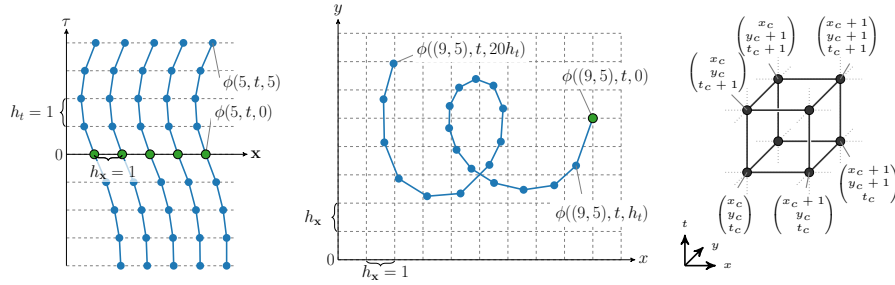 τ
ϕ(5, t, 5)
h_t = 1
ϕ(5, t, 0)
0
x
h_x = 1
y
ϕ((9, 5), t, 20h_t)
ϕ((9, 5), t, 0)
ϕ((9, 5), t, h_t)
h_x
0
x
h_x = 1
(x_c
y_c + 1
t_c + 1)
(x_c + 1
y_c + 1
t_c + 1)
(x_c
y_c
t_c + 1)
(x_c + 1
y_c + 1
t_c)
(x_c
y_c
t_c)
(x_c + 1
y_c
t_c)
t
y
x